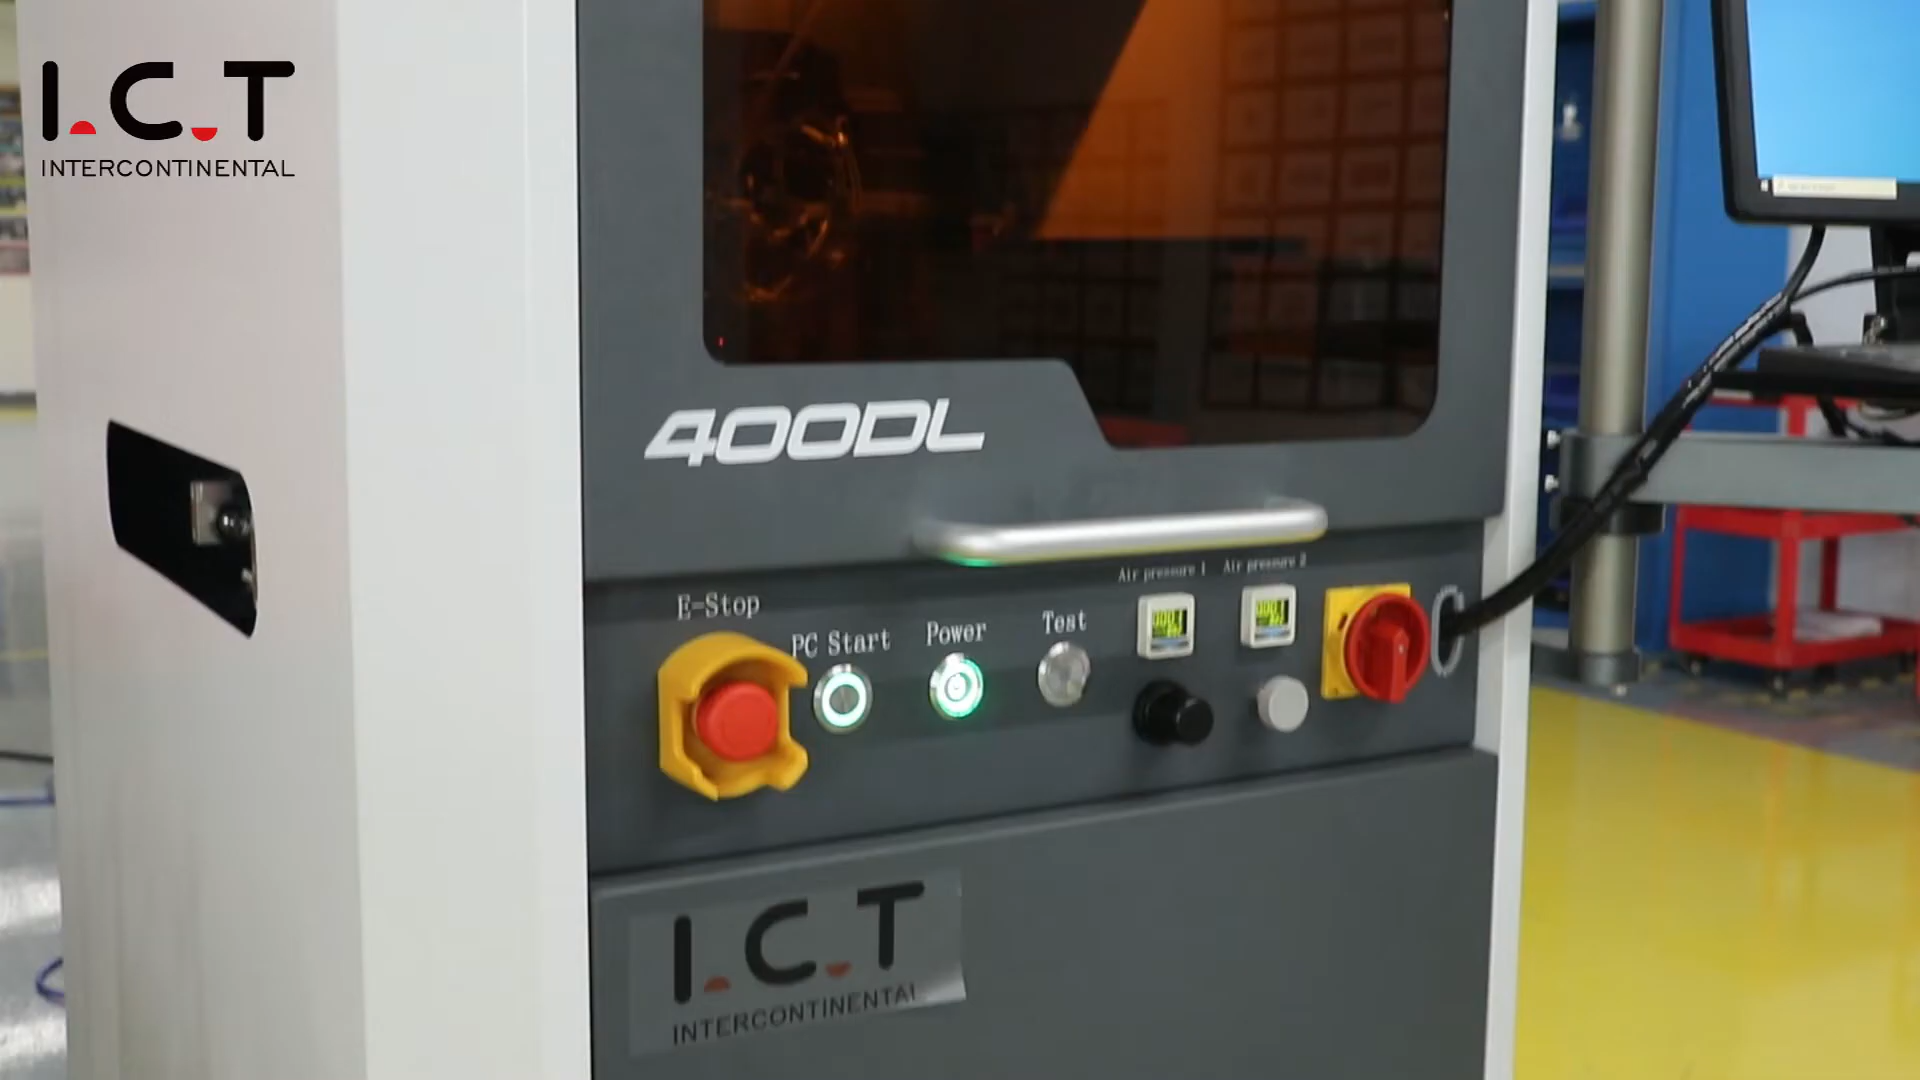 I.C.T
INTERCONTINENTAL
400DL
Air pressure 1
Air pressure 2
E-Stop
PC Start
Power
Test
I.C.T
INTERCONTINENTAL